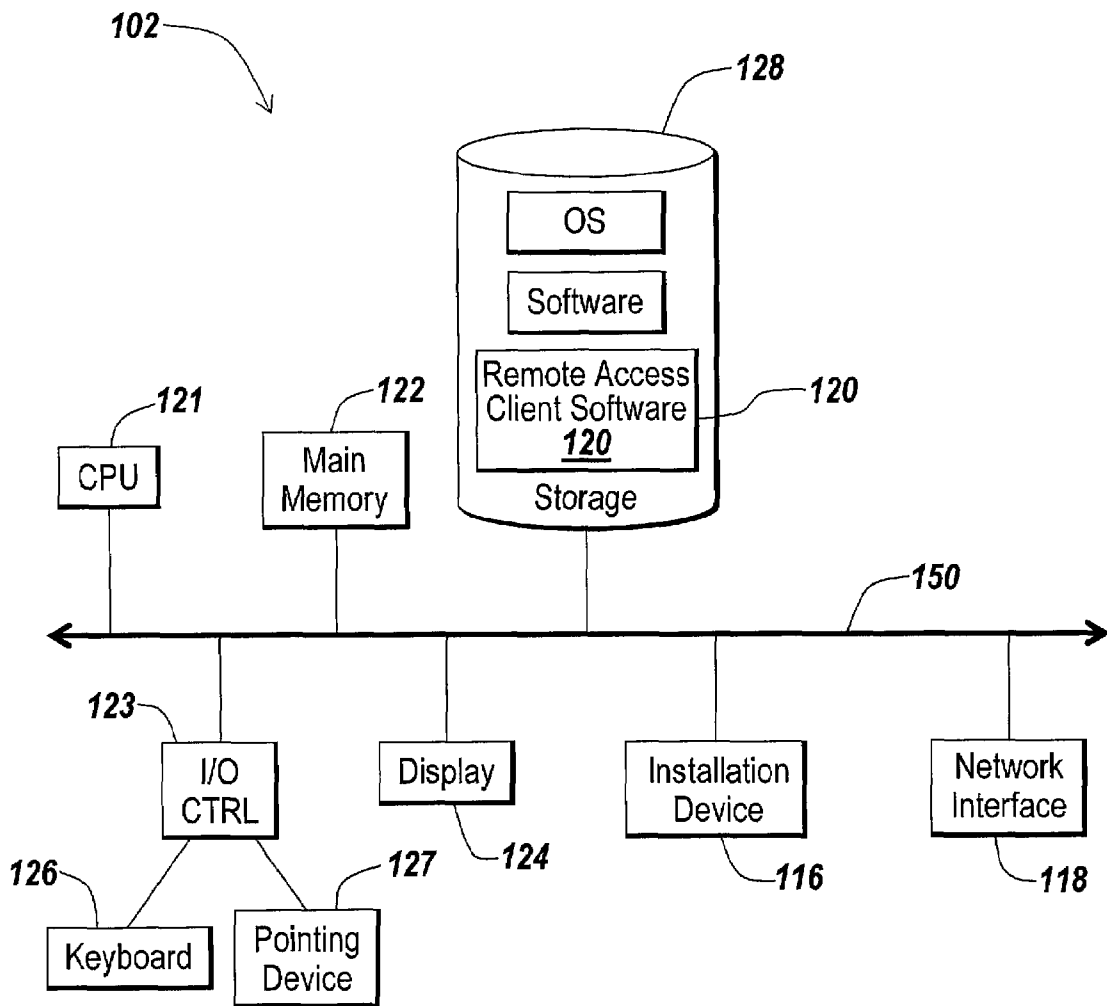 102
128
OS
Software
Remote Access
Client Software
120
120
Storage
121
CPU
122
Main
Memory
150
123
I/O
CTRL
Display
124
Installation
Device
116
Network
Interface
118
126
Keyboard
127
Pointing
Device